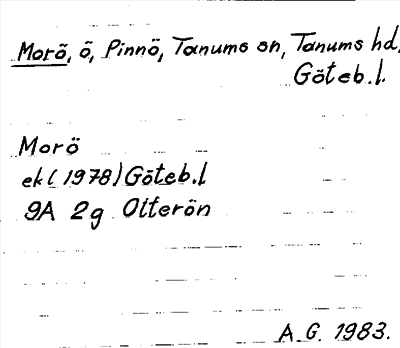 Morö, ö, Pinnö, Tanums sn, Tanums hd,
Göteb.l.
Morö
ek (1978) Göteb.l
9A 2g Otterön
A.G. 1983.